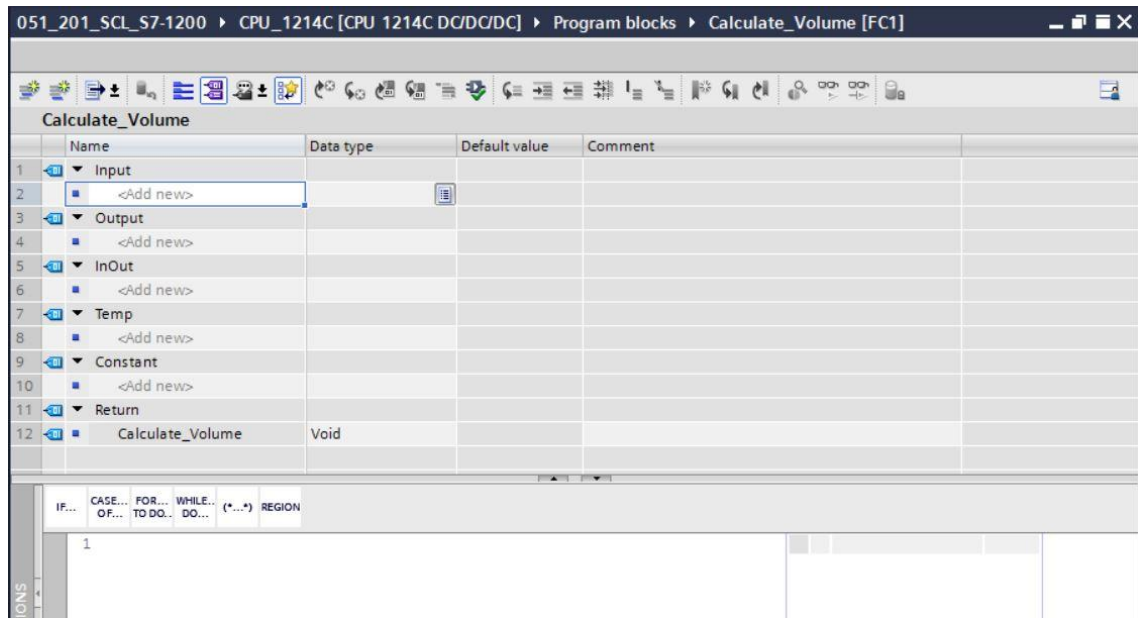 051_201_SCL_S7-1200 ▸ CPU_1214C [CPU 1214C DC/DC/DC] ▸ Program blocks ▸ Calculate_Volume [FC1]
Calculate_Volume
Name Data type Default value Comment
1 Input
2 <Add new>
3 Output
4 <Add new>
5 InOut
6 <Add new>
7 Temp
8 <Add new>
9 Constant
10 <Add new>
11 Return
12 Calculate_Volume Void
IF... CASE... FOR... WHILE.. (*...*) REGION
OF... TO DO.. DO...
1
IONS